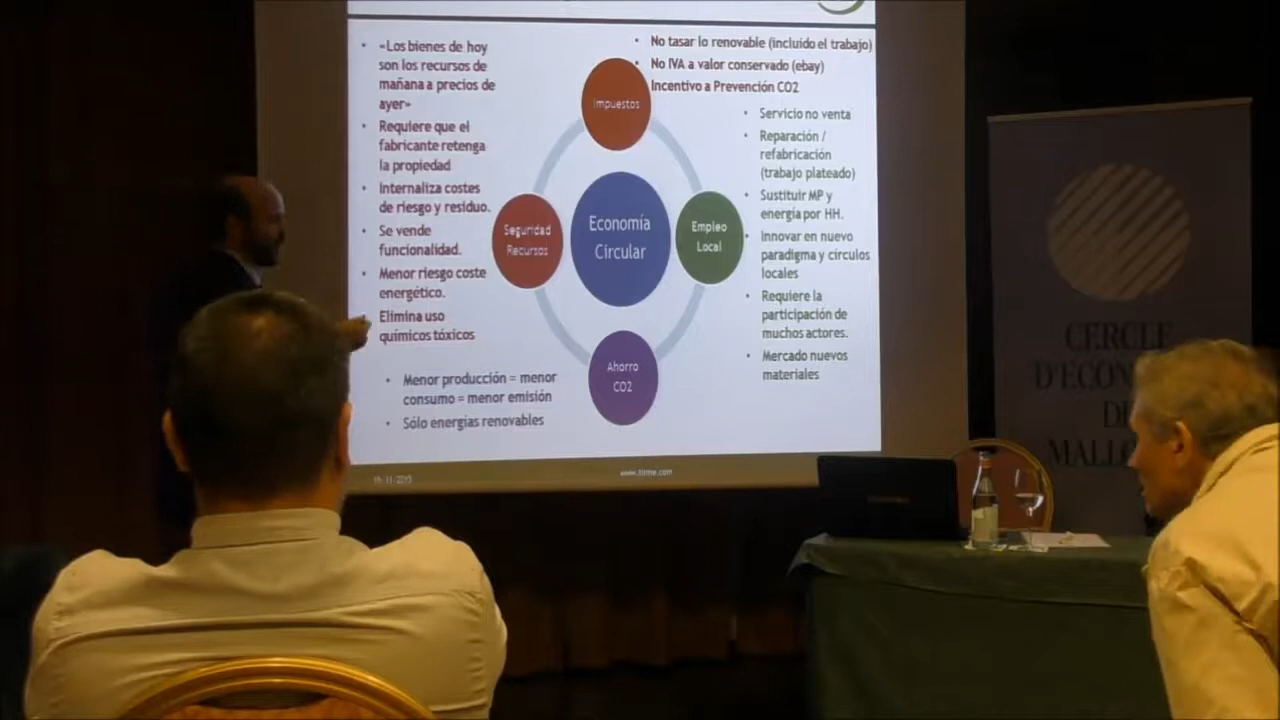 «Los bienes de hoy
son los recursos de
mañana a precios de
ayer»
Requiere que el
fabricante retenga
la propiedad
Internaliza costes
de riesgo y residuo.
Se vende
funcionalidad.
Menor riesgo coste
energético.
Elimina uso
químicos tóxicos
Menor producción = menor
consumo = menor emisión
Sólo energías renovables
Impuestos
Seguridad
Recursos
Economía
Circular
Empleo
Local
Ahorro
CO2
No tasar lo renovable (incluido el trabajo)
No IVA a valor conservado (ebay)
Incentivo a Prevención CO2
Servicio no venta
Reparación /
refabricación
(trabajo plateado)
Sustituir MP y
energía por HH.
Innovar en nuevo
paradigma y círculos
locales
Requiere la
participación de
muchos actores.
Mercado nuevos
materiales
www.tirme.com
CERCLE
D'ECON
DE
MALLO